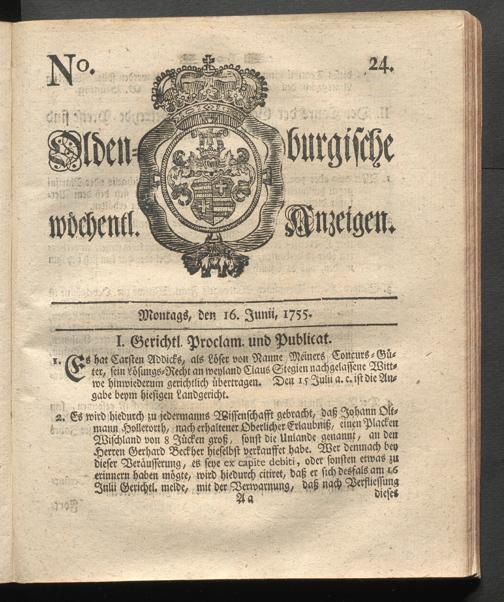 No. 24.
Olden= burgische
wöchentl. Anzeigen.
Montags, den 16. Junii, 1755.
I. Gerichtl. Proclam. und Publicat.
1. Es hat Carsten Addicks, als Löser von Nanne Meiners Concurs=Gü=
ter, sein Lösungs=Recht an weyland Claus Stegien nachgelassene Witt=
we hinwiederum gerichtlich übertragen. Den 15 Julii a. c. ist die An=
gabe beym hiesigen Landgericht.
2. Es wird hiedurch zu jedermanns Wissenschafft gebracht, daß Johann Olt=
mann Holleroth, nach erhaltener Oberlicher Erlaubniß, einen Placken
Wischland von 8 Jücken groß, sonst die Unlande genannt, an den
Herren Gerhard Beckher hieselbst verkauffet habe. Wer demnach bey
dieser Veräusserung, es seye ex capite debiti, oder sonsten etwas zu
erinnern haben mögte, wird hiedurch citiret, daß er sich desfals am 16
Julii Gerichtl. melde, mit der Verwarnung, daß nach Verfliessung
Aa dieses